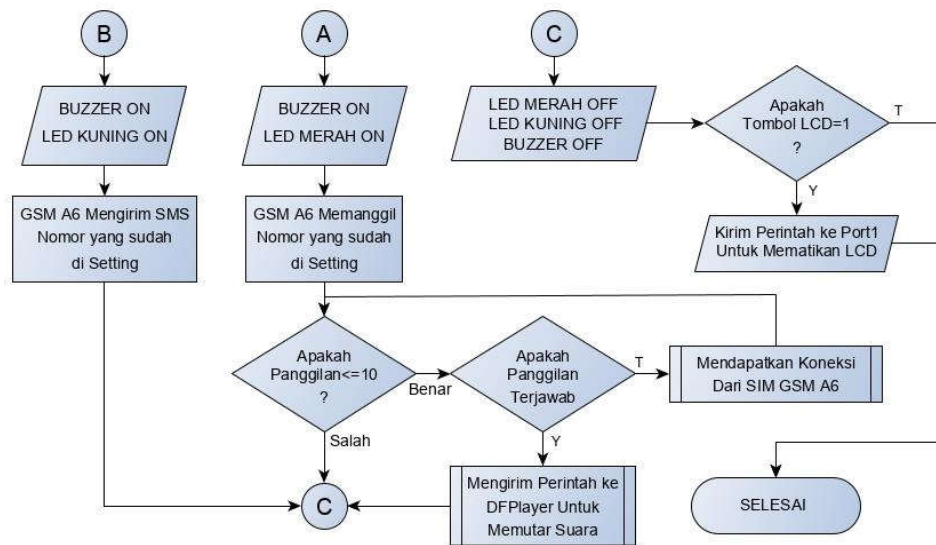 B
BUZZER ON
LED KUNING ON
GSM A6 Mengirim SMS
Nomor yang sudah
di Setting
A
BUZZER ON
LED MERAH ON
GSM A6 Memanggil
Nomor yang sudah
di Setting
Apakah
Panggilan<=10
?
Benar
Salah
Apakah
Panggilan
Terjawab
T
Y
Mendapatkan Koneksi
Dari SIM GSM A6
Mengirim Perintah ke
DFPlayer Untuk
Memutar Suara
C
C
LED MERAH OFF
LED KUNING OFF
BUZZER OFF
Apakah
Tombol LCD=1
?
T
Y
Kirim Perintah ke Port1
Untuk Mematikan LCD
SELESAI